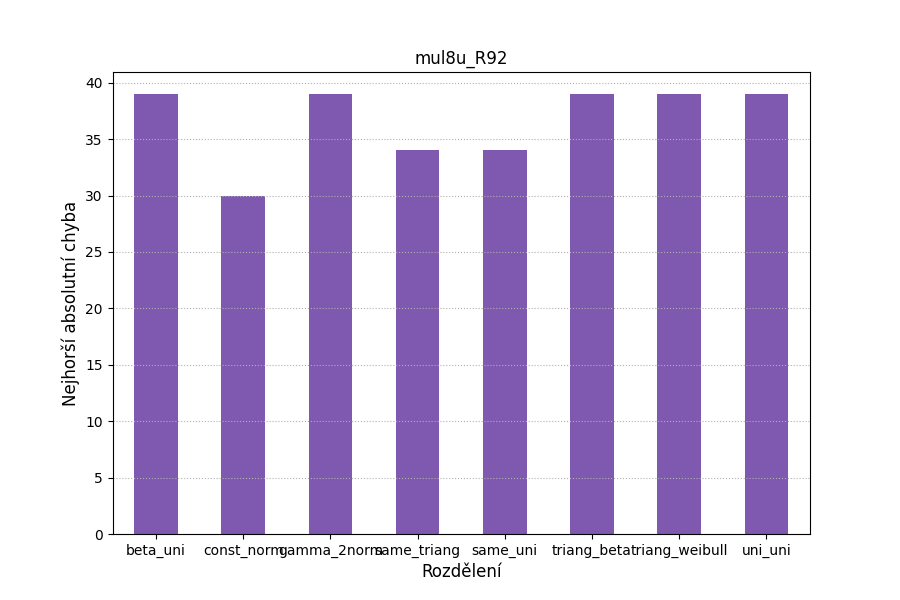 mul8u_R92
Nejhorší absolutní chyba
40
35
30
25
20
15
10
5
0
beta_uni const_norm gamma_2norm same_triang same_uni triang_beta triang_weibull uni_uni
Rozdělení